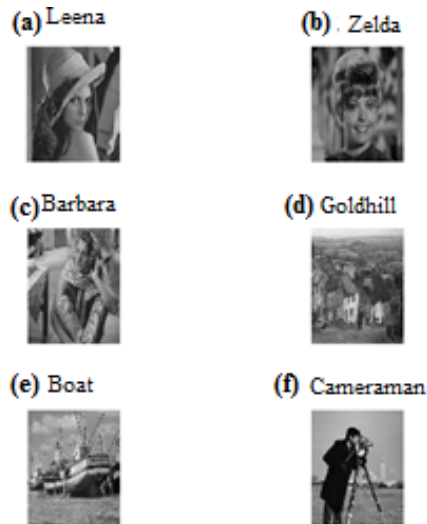 (a) Leena
(b) Zelda
(c) Barbara
(d) Goldhill
(e) Boat
(f) Cameraman